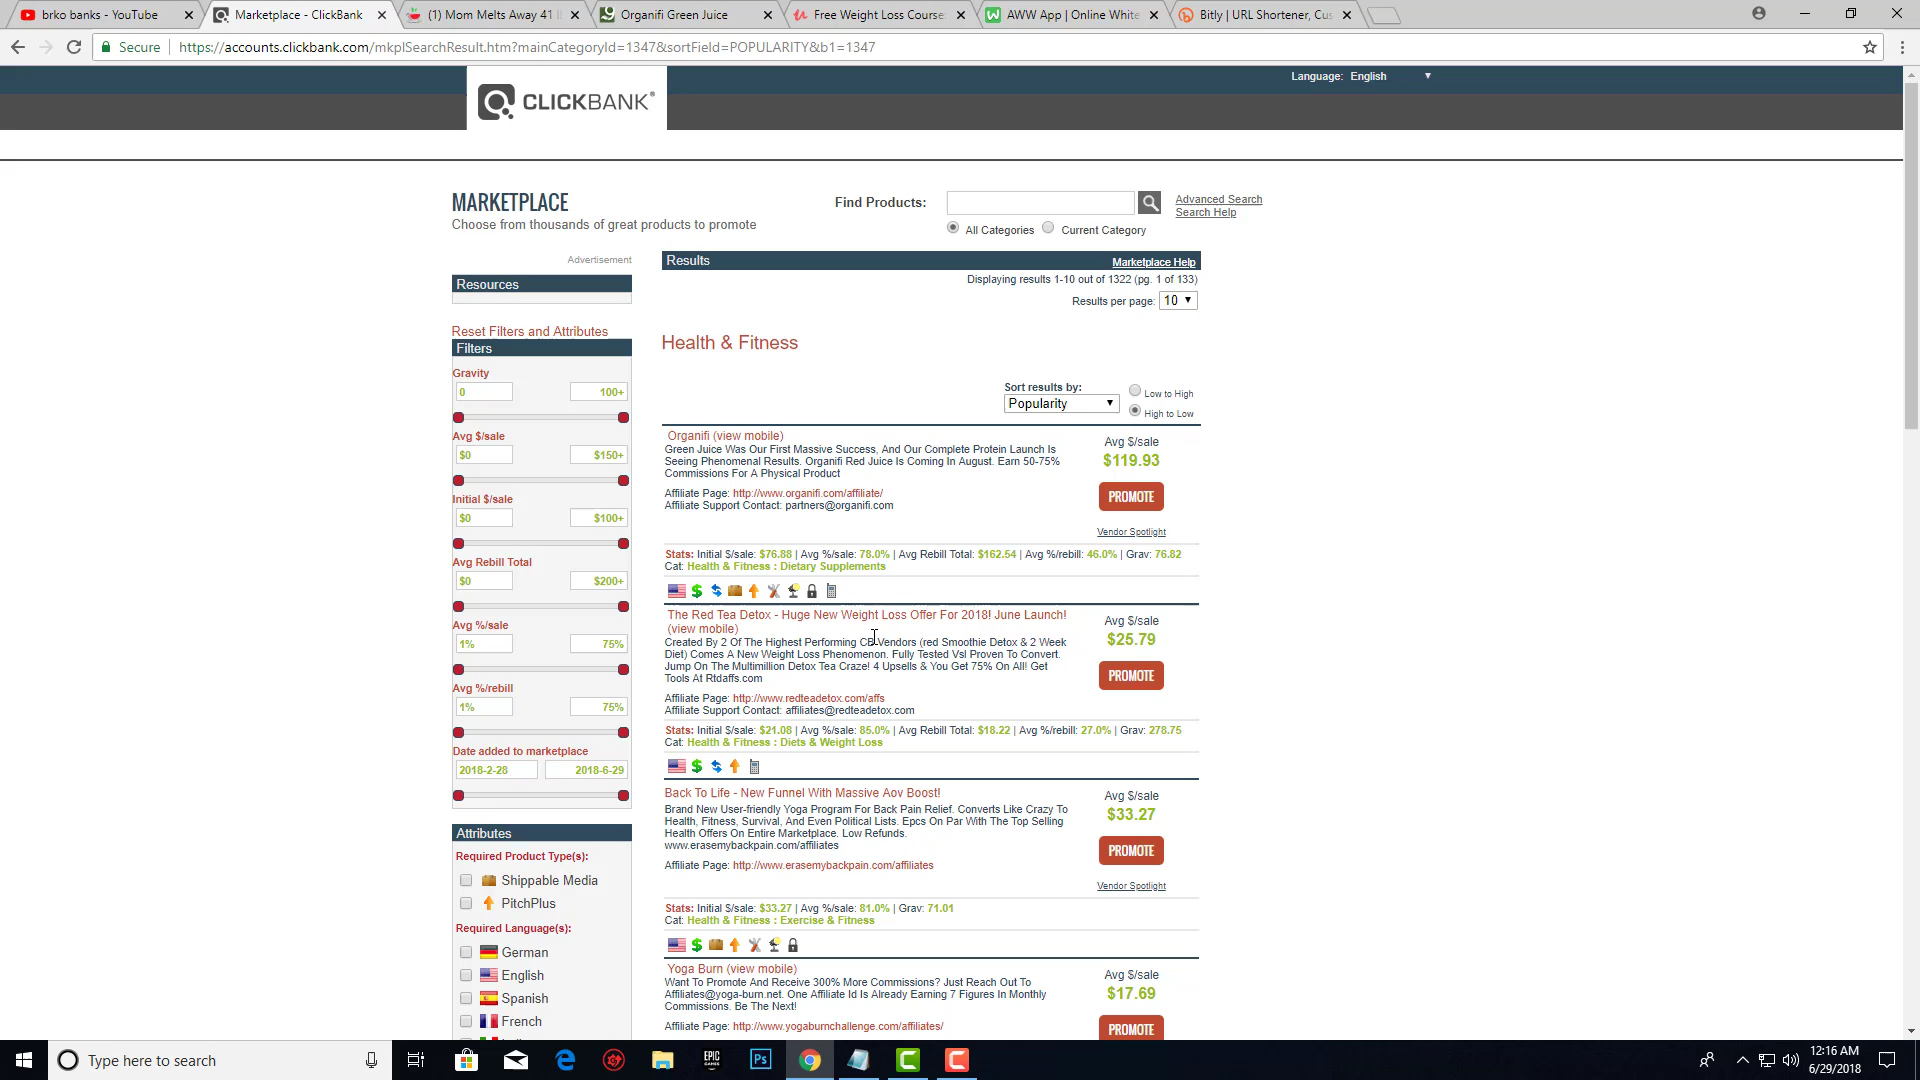 brko banks - YouTube
Marketplace - ClickBank
(1) Mom Melts Away 41
Organifi Green Juice
Free Weight Loss Course
AWW App | Online White
Bitly | URL Shortener, Cus
Secure https://accounts.clickbank.com/mkplSearchResult.htm?mainCategoryId=1347&sortField=POPULARITY&b1=1347
Language: English
CLICKBANK®
MARKETPLACE
Choose from thousands of great products to promote
Find Products:
Advanced Search
Search Help
All Categories Current Category
Advertisement
Resources
Results Marketplace Help
Displaying results 1-10 out of 1322 (pg. 1 of 133)
Results per page: 10
Reset Filters and Attributes
Filters
Gravity
0 100+
Avg $/sale
$0 $150+
Initial $/sale
$0 $100+
Avg Rebill Total
$0 $200+
Avg %/sale
1% 75%
Avg %/rebill
1% 75%
Date added to marketplace
2018-2-28 2018-6-29
Attributes
Required Product Type(s):
Shippable Media
PitchPlus
Required Language(s):
German
English
Spanish
French
Health & Fitness
Sort results by:
Popularity
Low to High
High to Low
Organifi (view mobile)
Green Juice Was Our First Massive Success, And Our Complete Protein Launch Is
Seeing Phenomenal Results. Organifi Red Juice Is Coming In August. Earn 50-75%
Commissions For A Physical Product
Affiliate Page: http://www.organifi.com/affiliate/
Affiliate Support Contact: partners@organifi.com
Avg $/sale
$119.93
PROMOTE
Vendor Spotlight
Stats: Initial $/sale: $76.88 | Avg %/sale: 78.0% | Avg Rebill Total: $162.54 | Avg %/rebill: 46.0% | Grav: 76.82
Cat: Health & Fitness : Dietary Supplements
The Red Tea Detox - Huge New Weight Loss Offer For 2018! June Launch!
(view mobile)
Created By 2 Of The Highest Performing CB Vendors (red Smoothie Detox & 2 Week
Diet) Comes A New Weight Loss Phenomenon. Fully Tested Vsl Proven To Convert.
Jump On The Multimillion Detox Tea Craze! 4 Upsells & You Get 75% On All! Get
Tools At Rtdaffs.com
Affiliate Page: http://www.redteadetox.com/affs
Affiliate Support Contact: affiliates@redteadetox.com
Avg $/sale
$25.79
PROMOTE
Stats: Initial $/sale: $21.08 | Avg %/sale: 85.0% | Avg Rebill Total: $18.22 | Avg %/rebill: 27.0% | Grav: 278.75
Cat: Health & Fitness : Diets & Weight Loss
Back To Life - New Funnel With Massive Aov Boost!
Brand New User-friendly Yoga Program For Back Pain Relief. Converts Like Crazy To
Health, Fitness, Survival, And Even Political Lists. Epcs On Par With The Top Selling
Health Offers On Entire Marketplace. Low Refunds.
www.erasemybackpain.com/affiliates
Affiliate Page: http://www.erasemybackpain.com/affiliates
Avg $/sale
$33.27
PROMOTE
Vendor Spotlight
Stats: Initial $/sale: $33.27 | Avg %/sale: 81.0% | Grav: 71.01
Cat: Health & Fitness : Exercise & Fitness
Yoga Burn (view mobile)
Want To Promote And Receive 300% More Commissions? Just Reach Out To
Affiliates@yoga-burn.net. One Affiliate Id Is Already Earning 7 Figures In Monthly
Commissions. Be The Next!
Affiliate Page: http://www.yogaburnchallenge.com/affiliates/
Avg $/sale
$17.69
PROMOTE
Type here to search
EPIC
GAMES
Ps
12:16 AM
6/29/2018